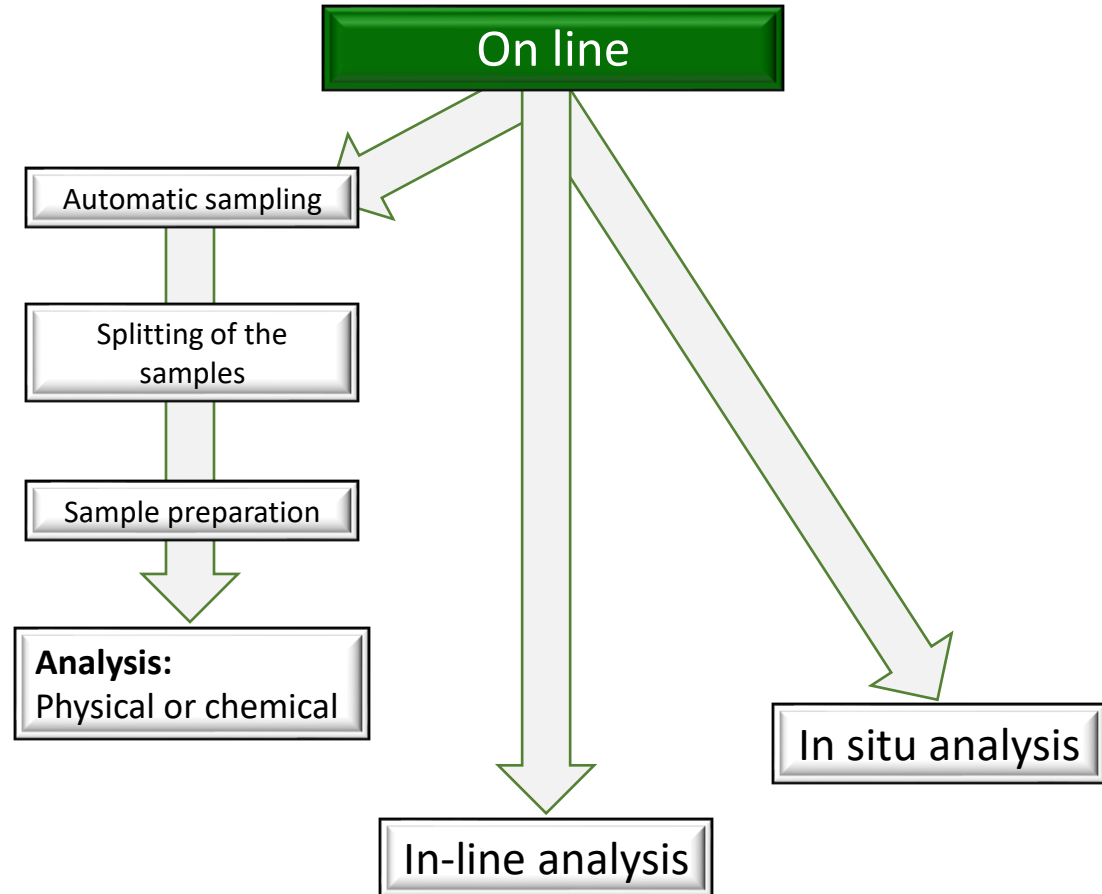 On line
Automatic sampling
Splitting of the
samples
Sample preparation
Analysis:
Physical or chemical
In situ analysis
In-line analysis